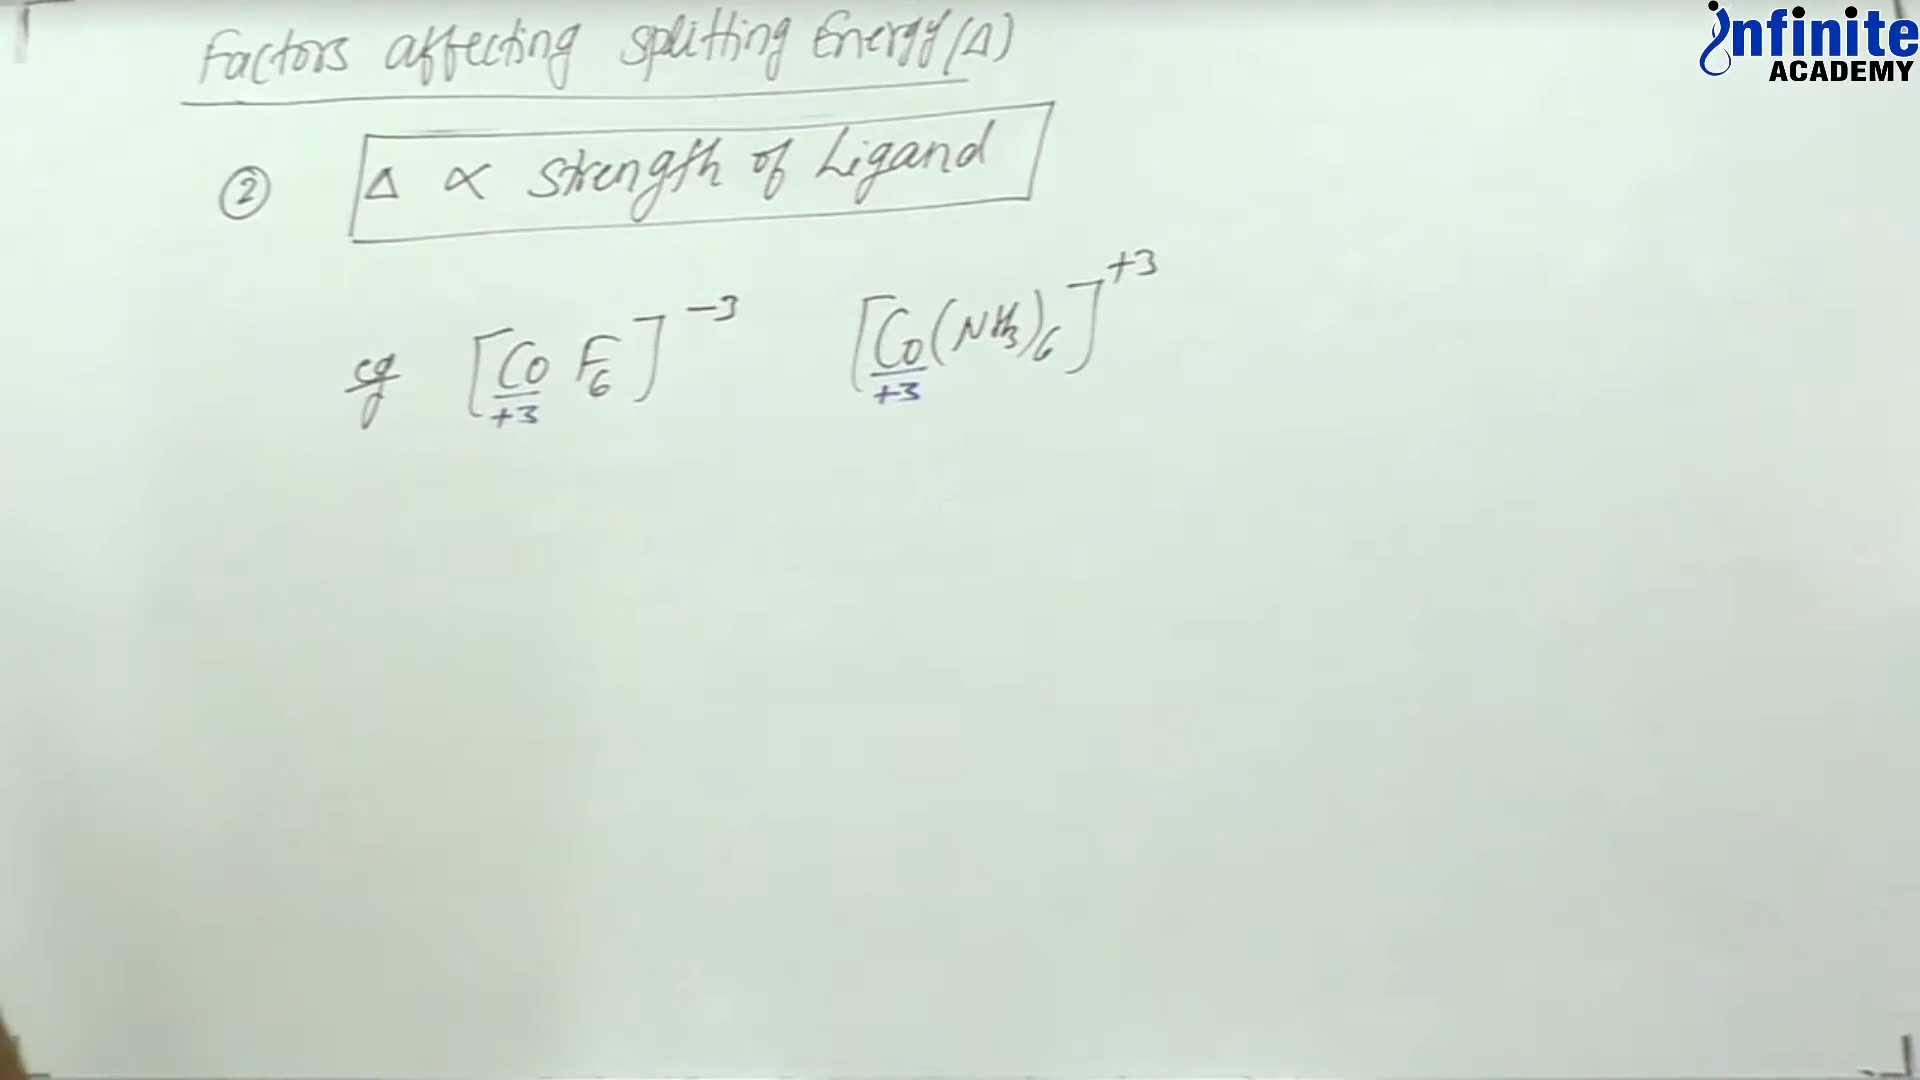 Factors affecting splitting Energy (Δ)
② Δ ∝ strength of Ligand
eg [Co F6]^-3 [Co(NH3)6]^+3
+3 +3
infinite
ACADEMY